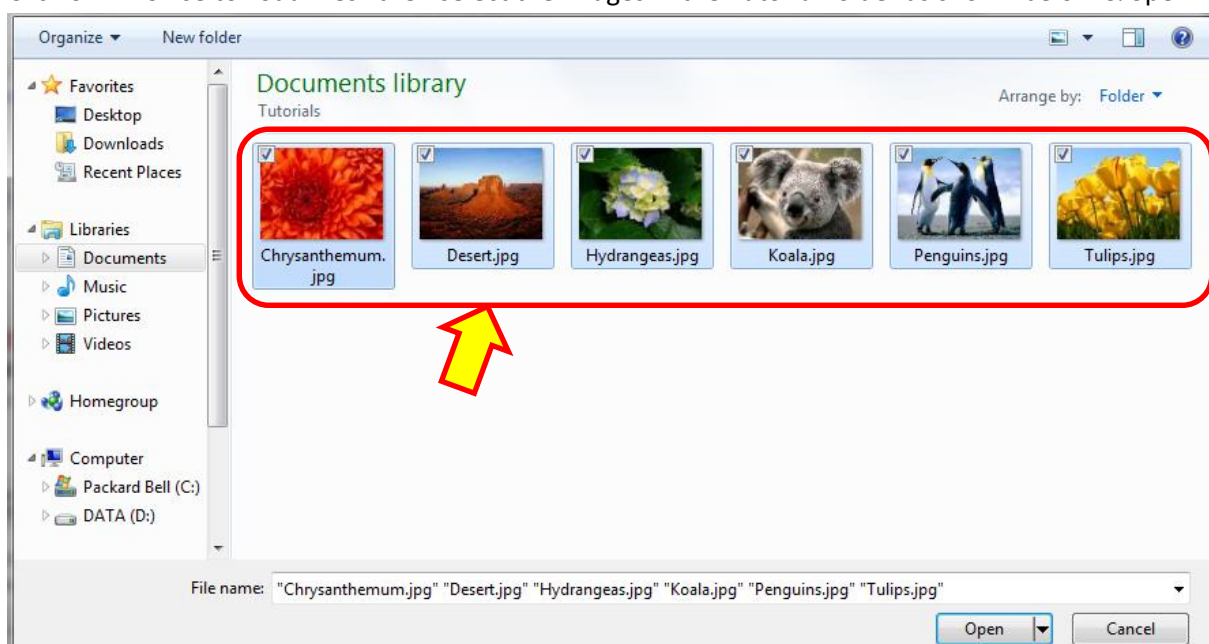 Organize New folder
Documents library
Tutorials
Arrange by: Folder
Favorites
Desktop
Downloads
Recent Places
Libraries
Documents
Music
Pictures
Videos
Homegroup
Computer
Packard Bell (C:)
DATA (D:)
Chrysanthemum.
jpg
Desert.jpg
Hydrangeas.jpg
Koala.jpg
Penguins.jpg
Tulips.jpg
File name: "Chrysanthemum.jpg" "Desert.jpg" "Hydrangeas.jpg" "Koala.jpg" "Penguins.jpg" "Tulips.jpg"
Open Cancel